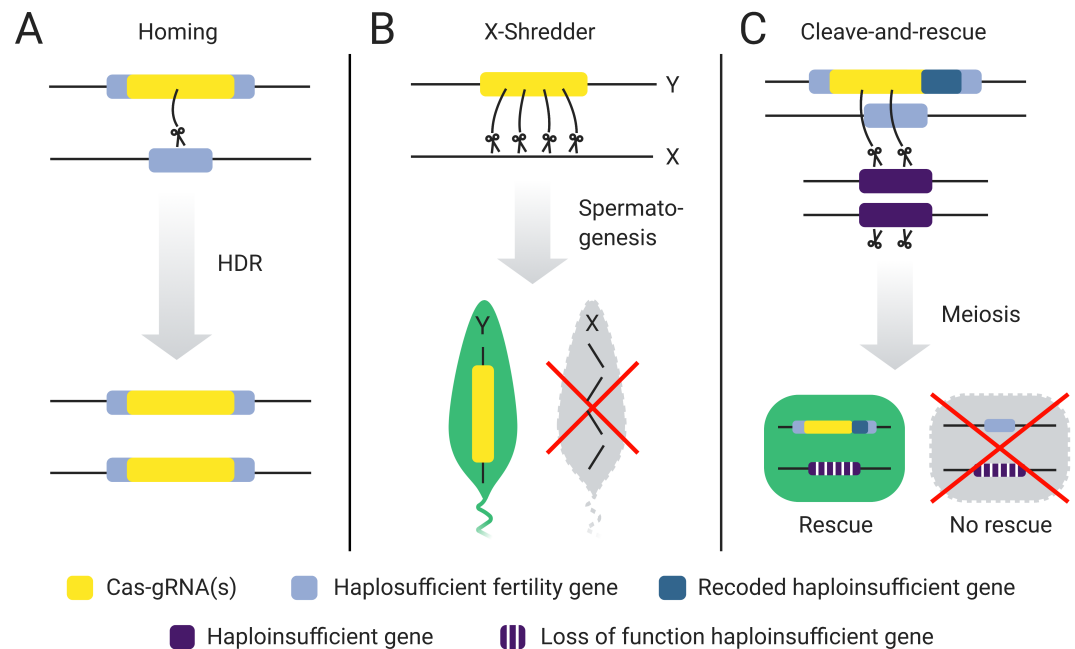 A Homing
B X-Shredder
C Cleave-and-rescue
HDR
Y
X
Spermato-
genesis
Y
X
Meiosis
Rescue
No rescue
Cas-gRNA(s)
Haplosufficient fertility gene
Recoded haploinsufficient gene
Haploinsufficient gene
Loss of function haploinsufficient gene